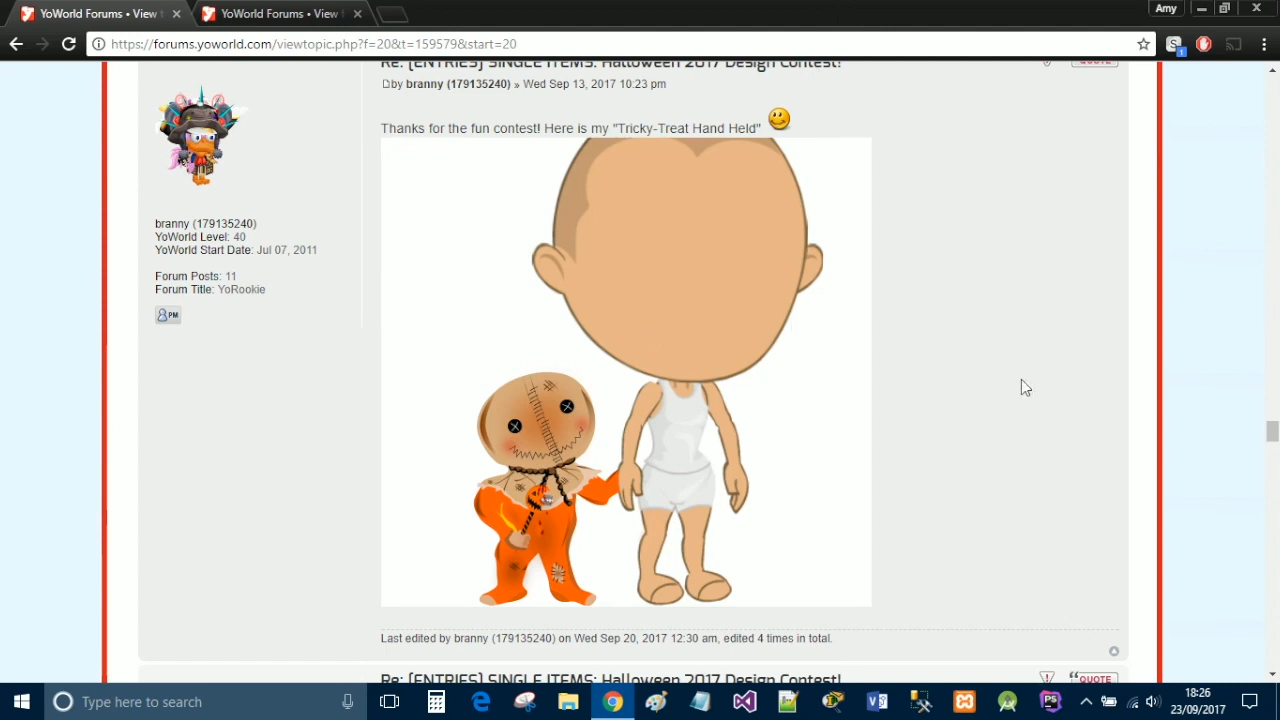 YoWorld Forums • View
YoWorld Forums • View
Amy
https://forums.yoworld.com/viewtopic.php?f=20&t=159579&start=20
Re: [ENTRIES] SINGLE ITEMS: Halloween 2017 Design Contest!
QUOTE
by branny (179135240) » Wed Sep 13, 2017 10:23 pm
Thanks for the fun contest! Here is my "Tricky-Treat Hand Held"
branny (179135240)
YoWorld Level: 40
YoWorld Start Date: Jul 07, 2011
Forum Posts: 11
Forum Title: YoRookie
PM
Last edited by branny (179135240) on Wed Sep 20, 2017 12:30 am, edited 4 times in total.
Re: [ENTRIES] SINGLE ITEMS: Halloween 2017 Design Contest!
QUOTE
Type here to search
18:26
23/09/2017